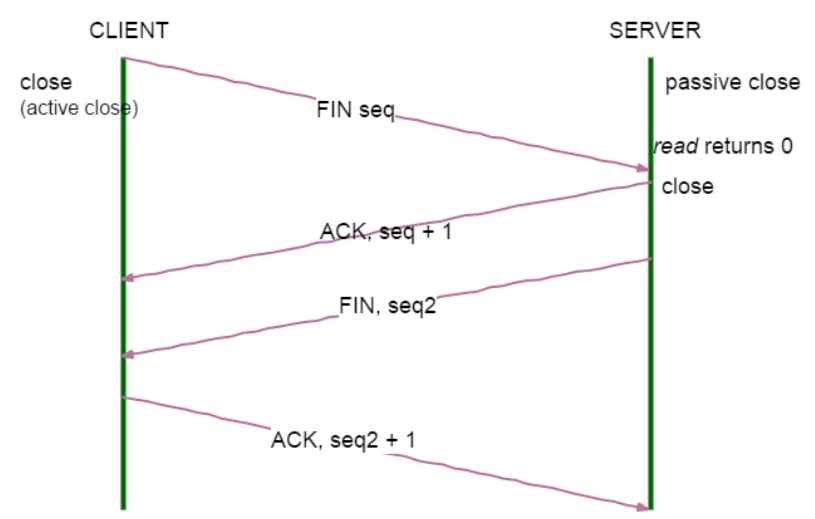 CLIENT
SERVER
close
(active close)
passive close
FIN seq
read returns 0
close
ACK, seq + 1
FIN, seq2
ACK, seq2 + 1